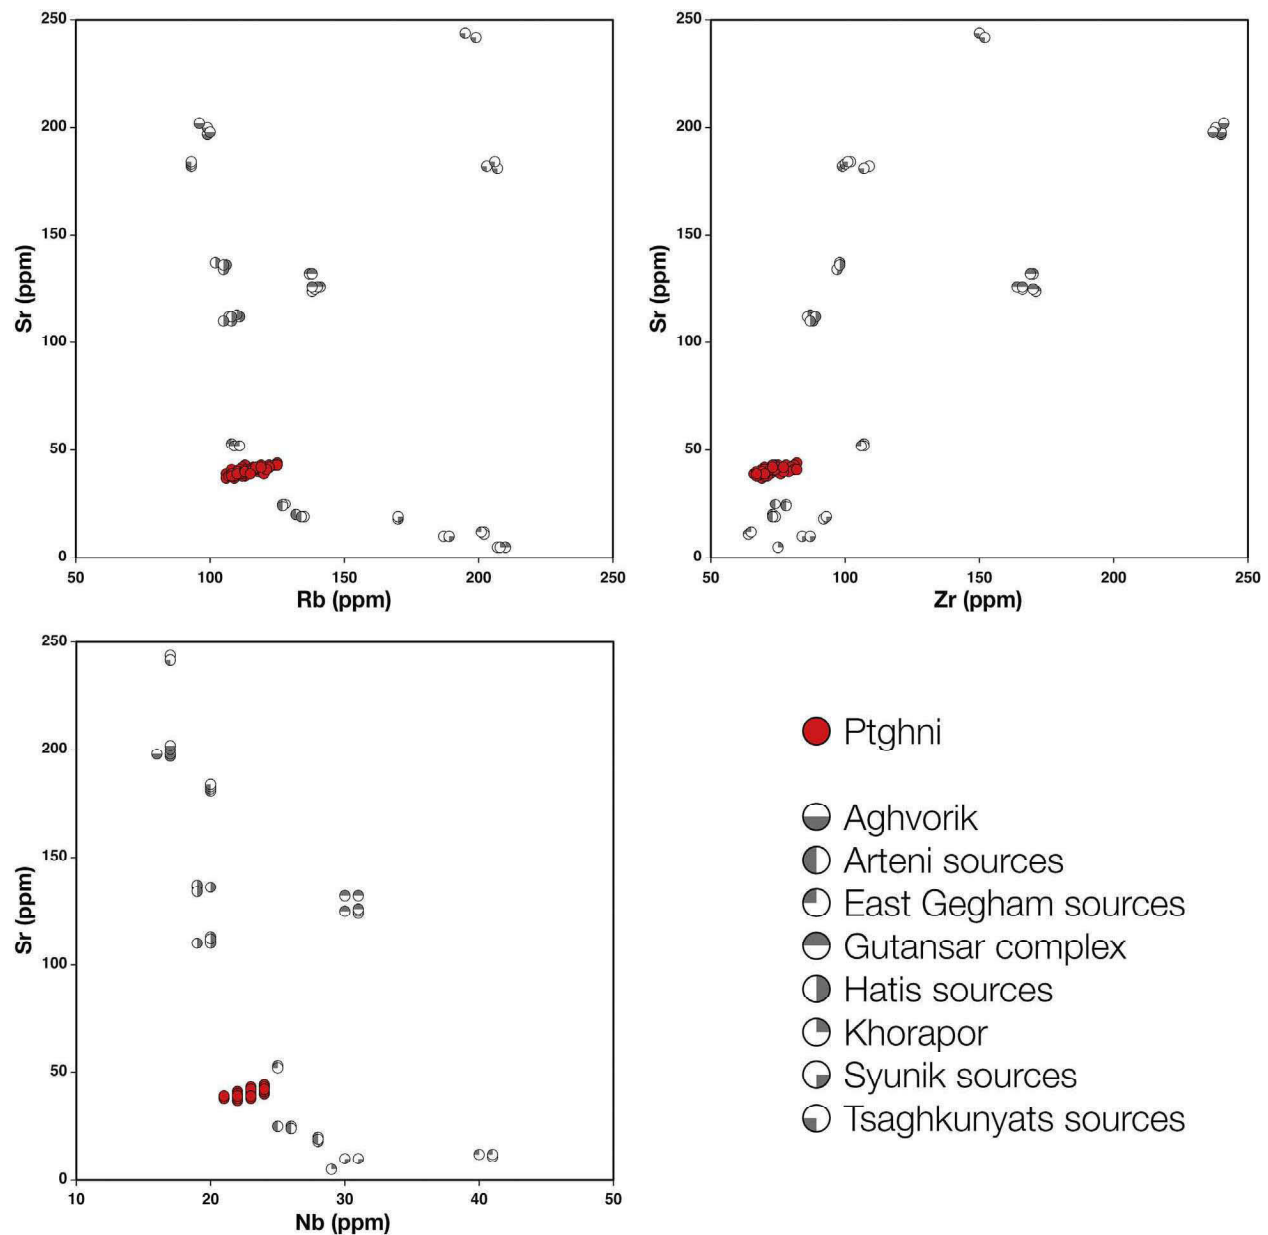 250
200
150
100
50
0
Sr (ppm)
50
100
150
200
250
Rb (ppm)
250
200
150
100
50
0
Sr (ppm)
50
100
150
200
250
Zr (ppm)
250
200
150
100
50
0
Sr (ppm)
10
20
30
40
50
Nb (ppm)
Ptghni
Aghvorik
Arteni sources
East Gegham sources
Gutansar complex
Hatis sources
Khorapor
Syunik sources
Tsaghkunyats sources